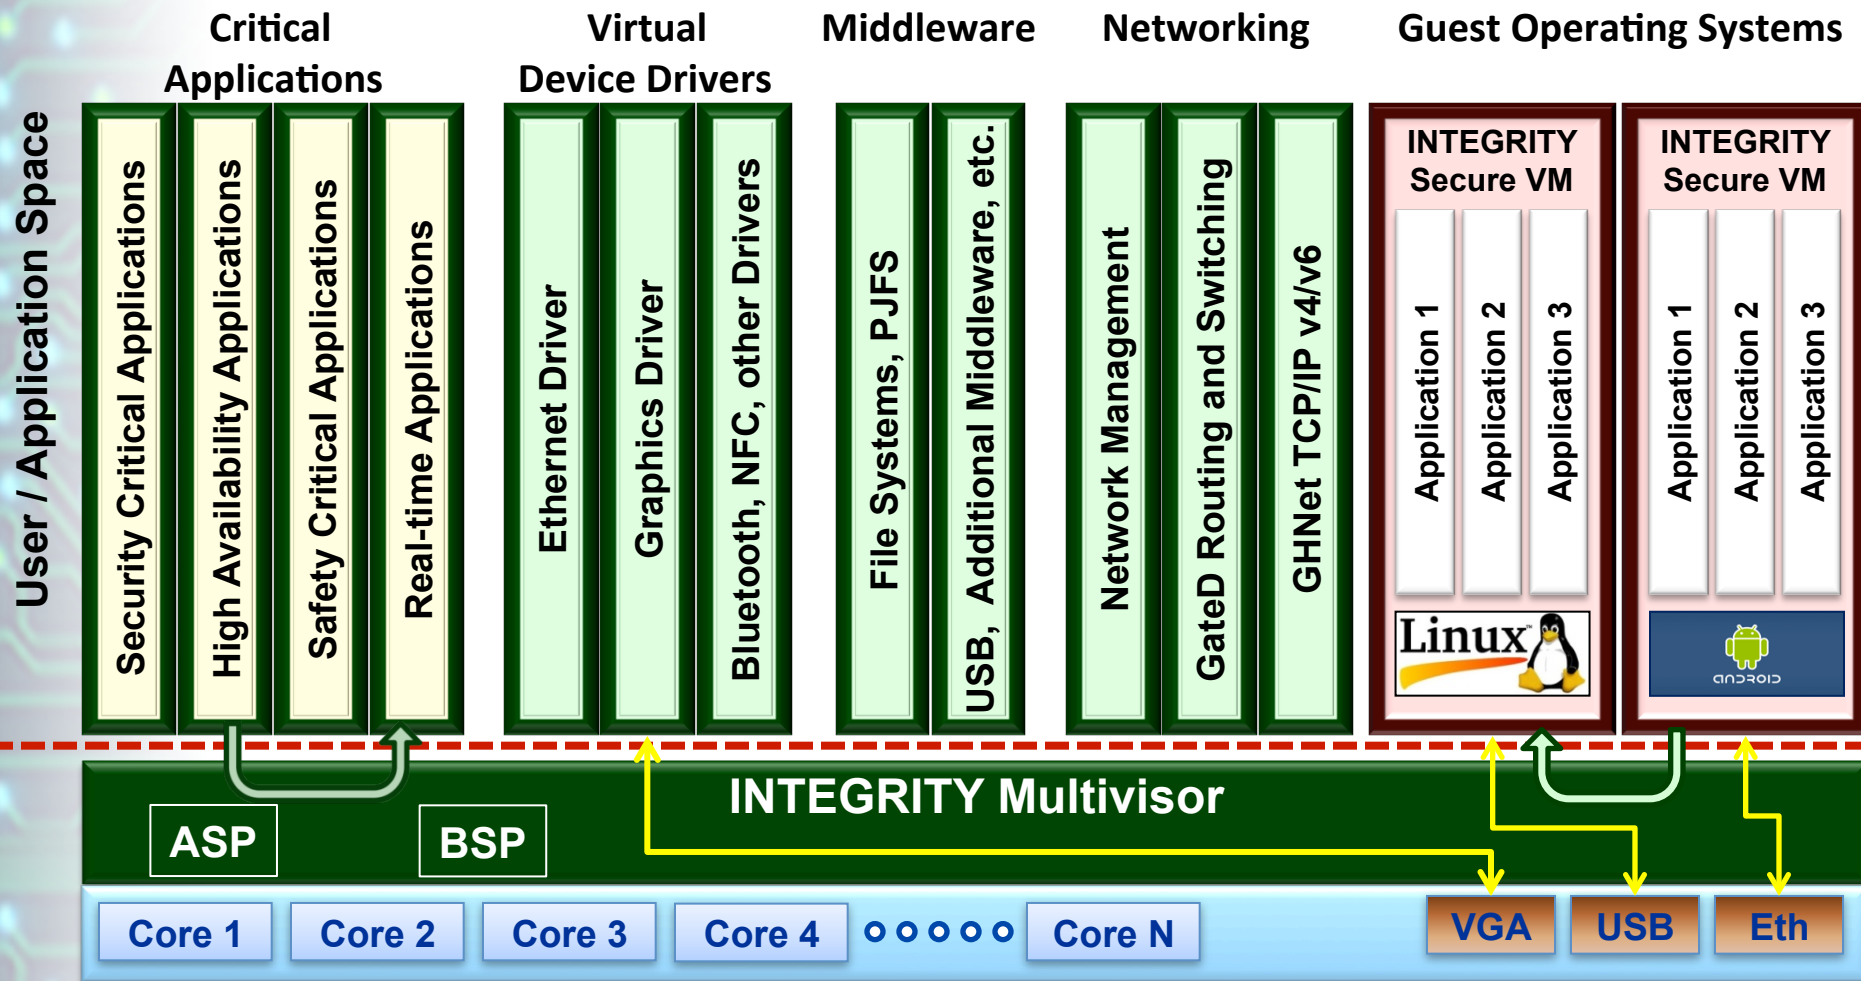 Critical
Applications
Virtual
Device Drivers
Middleware
Networking
Guest Operating Systems
User / Application Space
Security Critical Applications
High Availability Applications
Safety Critical Applications
Real-time Applications
Ethernet Driver
Graphics Driver
Bluetooth, NFC, other Drivers
File Systems, PJFS
USB, Additional Middleware, etc.
Network Management
GateD Routing and Switching
GHNet TCP/IP v4/v6
INTEGRITY
Secure VM
Application 1
Application 2
Application 3
Linux™
INTEGRITY
Secure VM
Application 1
Application 2
Application 3
ANDROID
INTEGRITY Multivisor
ASP
BSP
Core 1
Core 2
Core 3
Core 4
Core N
VGA
USB
Eth